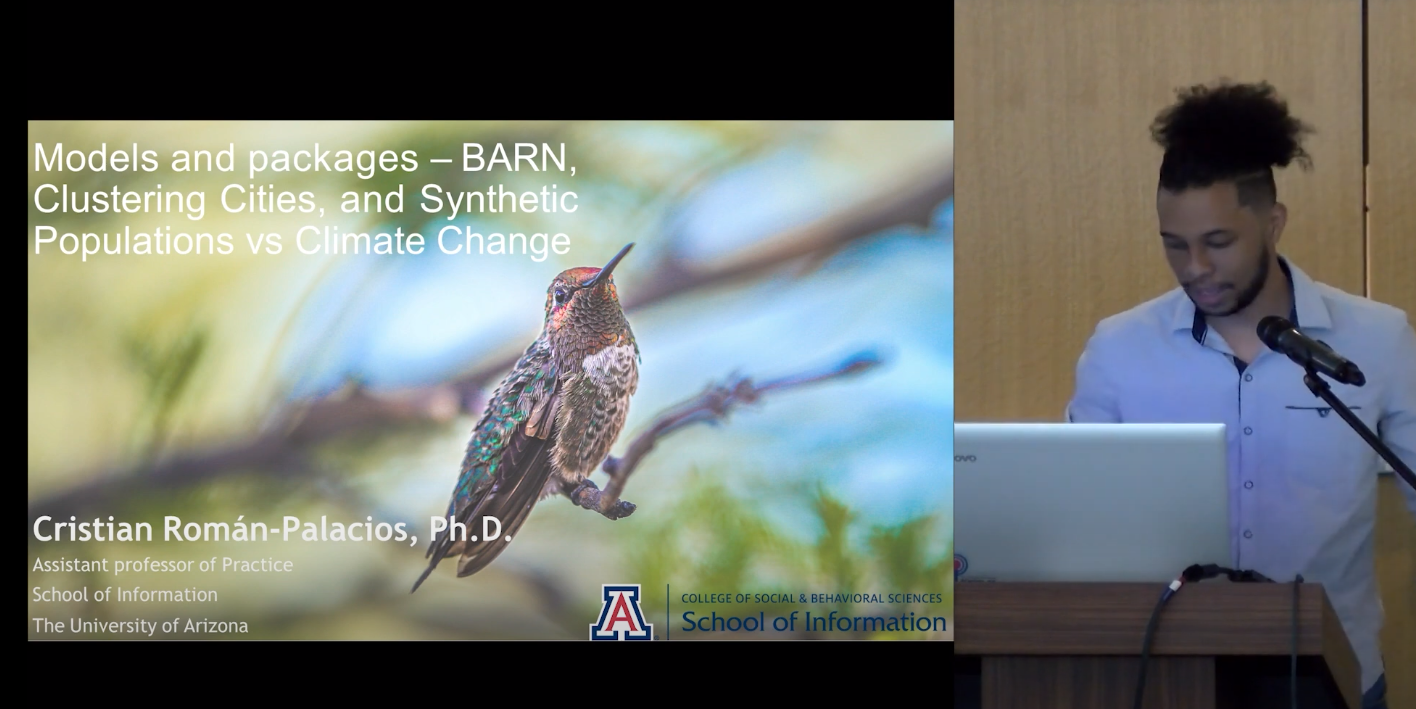 Models and packages – BARN,
Clustering Cities, and Synthetic
Populations vs Climate Change
Cristian Román-Palacios, Ph.D.
Assistant professor of Practice
School of Information
The University of Arizona
A
COLLEGE OF SOCIAL & BEHAVIORAL SCIENCES
School of Information